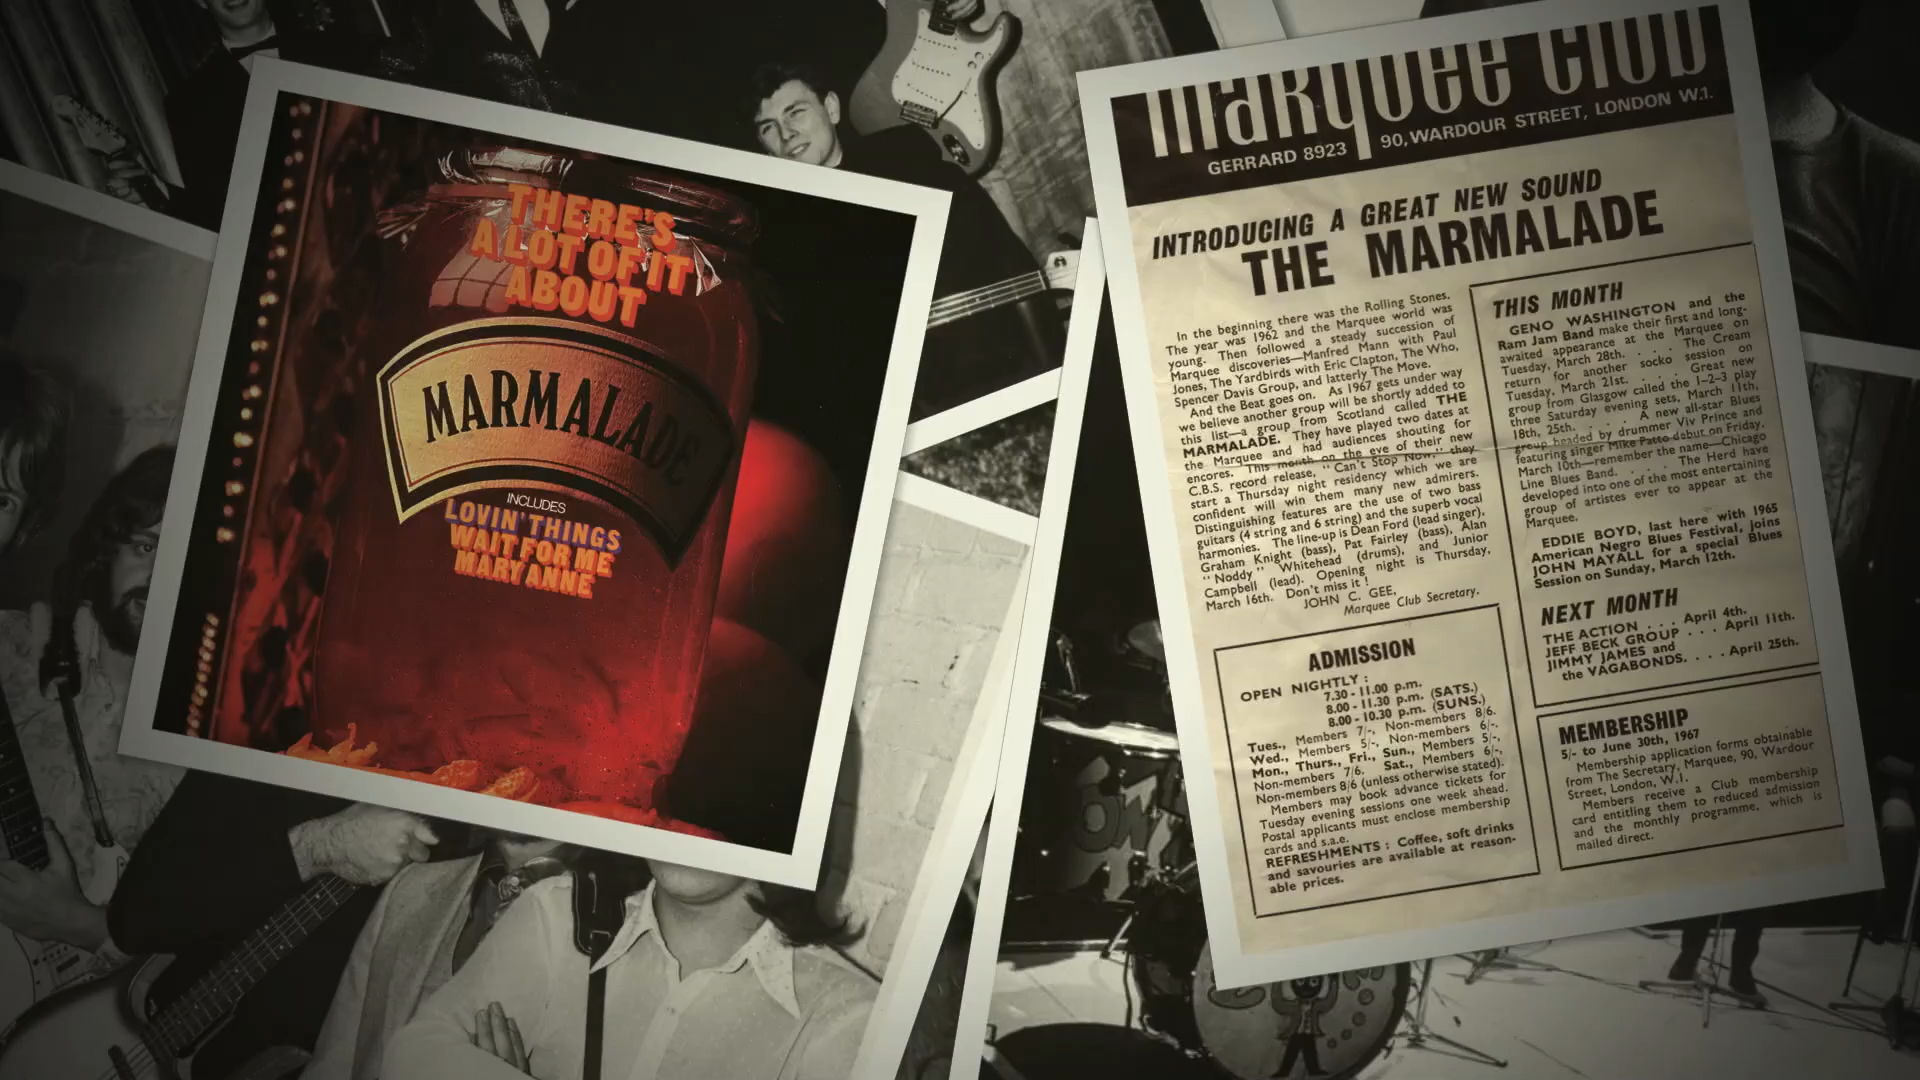 THERE'S
A LOT OF IT
ABOUT
MARMALADE
INCLUDES
LOVIN' THINGS
WAIT FOR ME
MARY ANNE
Marquee Club
GERRARD 8923
90, WARDOUR STREET, LONDON W.1.
INTRODUCING A GREAT NEW SOUND
THE MARMALADE
In the beginning there was the Rolling Stones.
The year was 1962 and the Marquee world was
young. Then followed a steady succession of
Marquee discoveries—Manfred Mann with Paul
Jones, The Yardbirds with Eric Clapton, The Who,
Spencer Davis Group, and latterly The Move.
And the Beat goes on. As 1967 gets under way
we believe another group will be shortly added to
this list—a group from Scotland called THE
MARMALADE. They have played two dates at
the Marquee and had audiences shouting for
encores. This month on the eve of their new
C.B.S. record release, "Can't Stop Now," they
start a Thursday night residency which we are
confident will win them many new admirers.
Distinguishing features are the use of two bass
guitars (4 string and 6 string) and the superb vocal
harmonies. The line-up is Dean Ford (lead singer),
Graham Knight (bass), Pat Fairley (bass), Alan
"Noddy" Whitehead (drums), and Junior
Campbell (lead). Opening night is Thursday,
March 16th. Don't miss it!
JOHN C. GEE,
Marquee Club Secretary.
ADMISSION
OPEN NIGHTLY:
7.30 - 11.00 p.m.
8.00 - 11.30 p.m. (SATS.)
8.00 - 10.30 p.m. (SUNS.)
Tues., Members 7/-, Non-members 8/6.
Wed., Members 5/-, Non-members 6/-.
Mon., Thurs., Fri., Sun., Members 5/-,
Non-members 7/6. Sat., Members 6/-,
Non-members 8/6 (unless otherwise stated).
Members may book advance tickets for
Tuesday evening sessions one week ahead.
Postal applicants must enclose membership
cards and s.a.e.
REFRESHMENTS: Coffee, soft drinks
and savouries are available at reason-
able prices.
THIS MONTH
GENO WASHINGTON and the
Ram Jam Band make their first and long-
awaited appearance at the Marquee on
Tuesday, March 28th. . . . The Cream
return for another socko session on
Tuesday, March 21st. . . . Great new
group from Glasgow called the 1-2-3 play
three Saturday evening sets, March 11th,
18th, 25th. . . . A new all-star Blues
group headed by drummer Viv Prince and
featuring singer Mike Patto debut on Friday,
March 10th—remember the name—Chicago
Line Blues Band. . . . The Herd have
developed into one of the most entertaining
group of artistes ever to appear at the
Marquee.
EDDIE BOYD, last here with 1965
American Negro Blues Festival, joins
JOHN MAYALL for a special Blues
Session on Sunday, March 12th.
NEXT MONTH
THE ACTION . . . April 4th.
JEFF BECK GROUP . . . April 11th.
JIMMY JAMES and
the VAGABONDS. . . . April 25th.
MEMBERSHIP
5/- to June 30th, 1967
Membership application forms obtainable
from The Secretary, Marquee, 90, Wardour
Street, London, W.1.
Members receive a Club membership
card entitling them to reduced admission
and the monthly programme, which is
mailed direct.